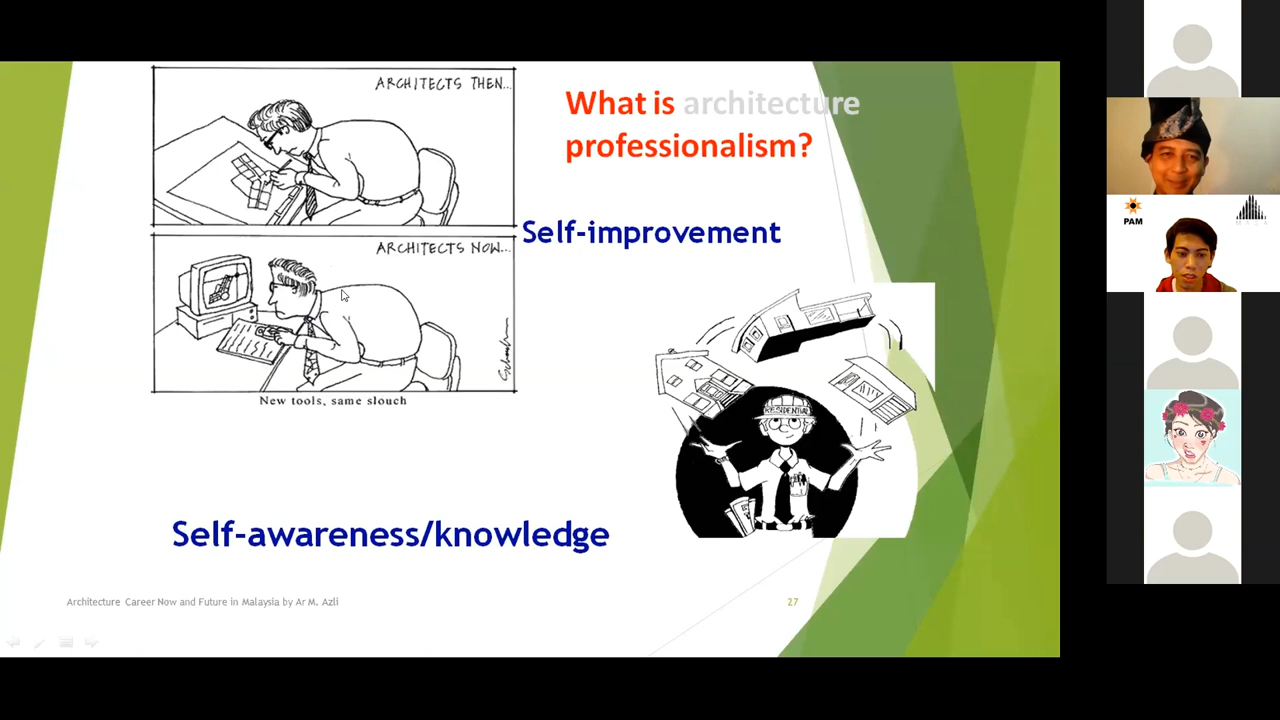 ARCHITECTS THEN...
What is architecture
professionalism?
PAM
Self-improvement
ARCHITECTS NOW...
New tools, same slouch
RESIDENTIAL
Self-awareness/knowledge
Architecture Career Now and Future in Malaysia by Ar M. Azli
27